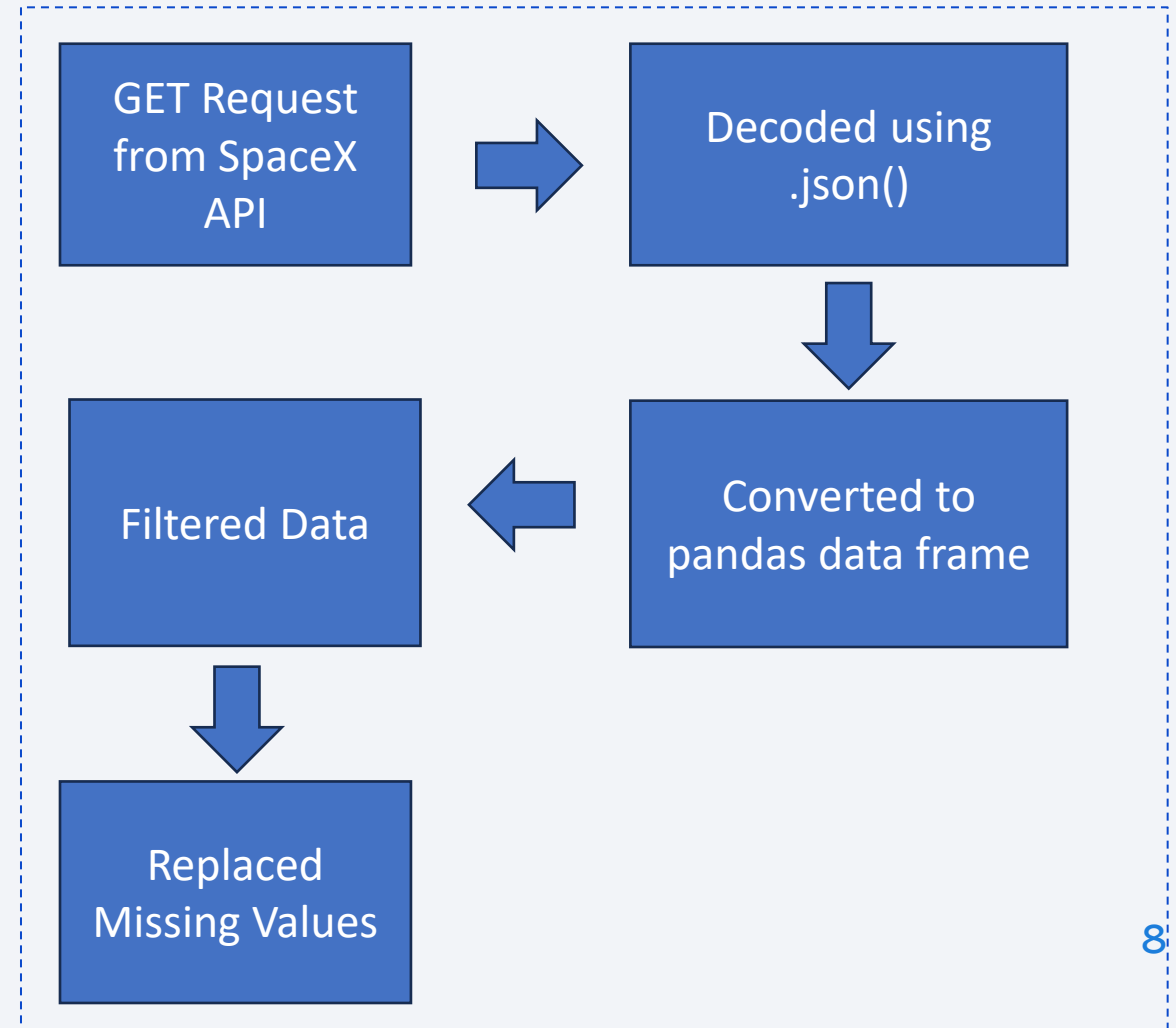 GET Request
from SpaceX
API
Decoded using
.json()
Converted to
pandas data frame
Filtered Data
Replaced
Missing Values
8